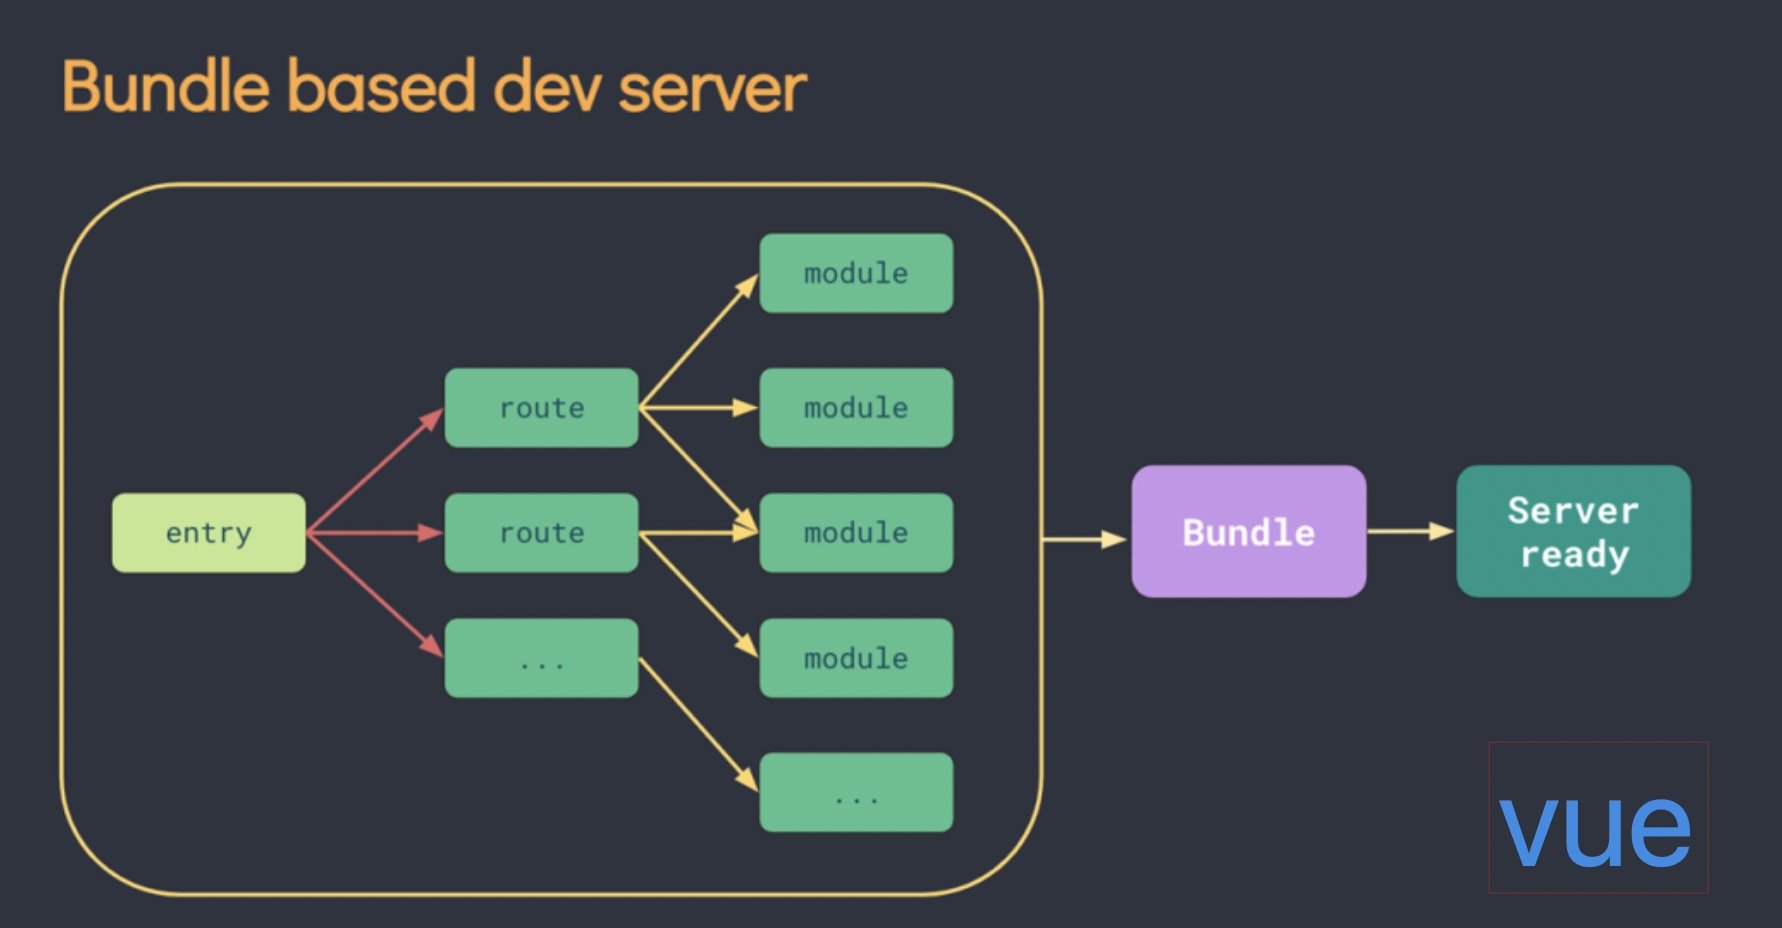 Bundle based dev server
module
route
module
entry
route
module
...
module
...
Bundle
Server
ready
vue